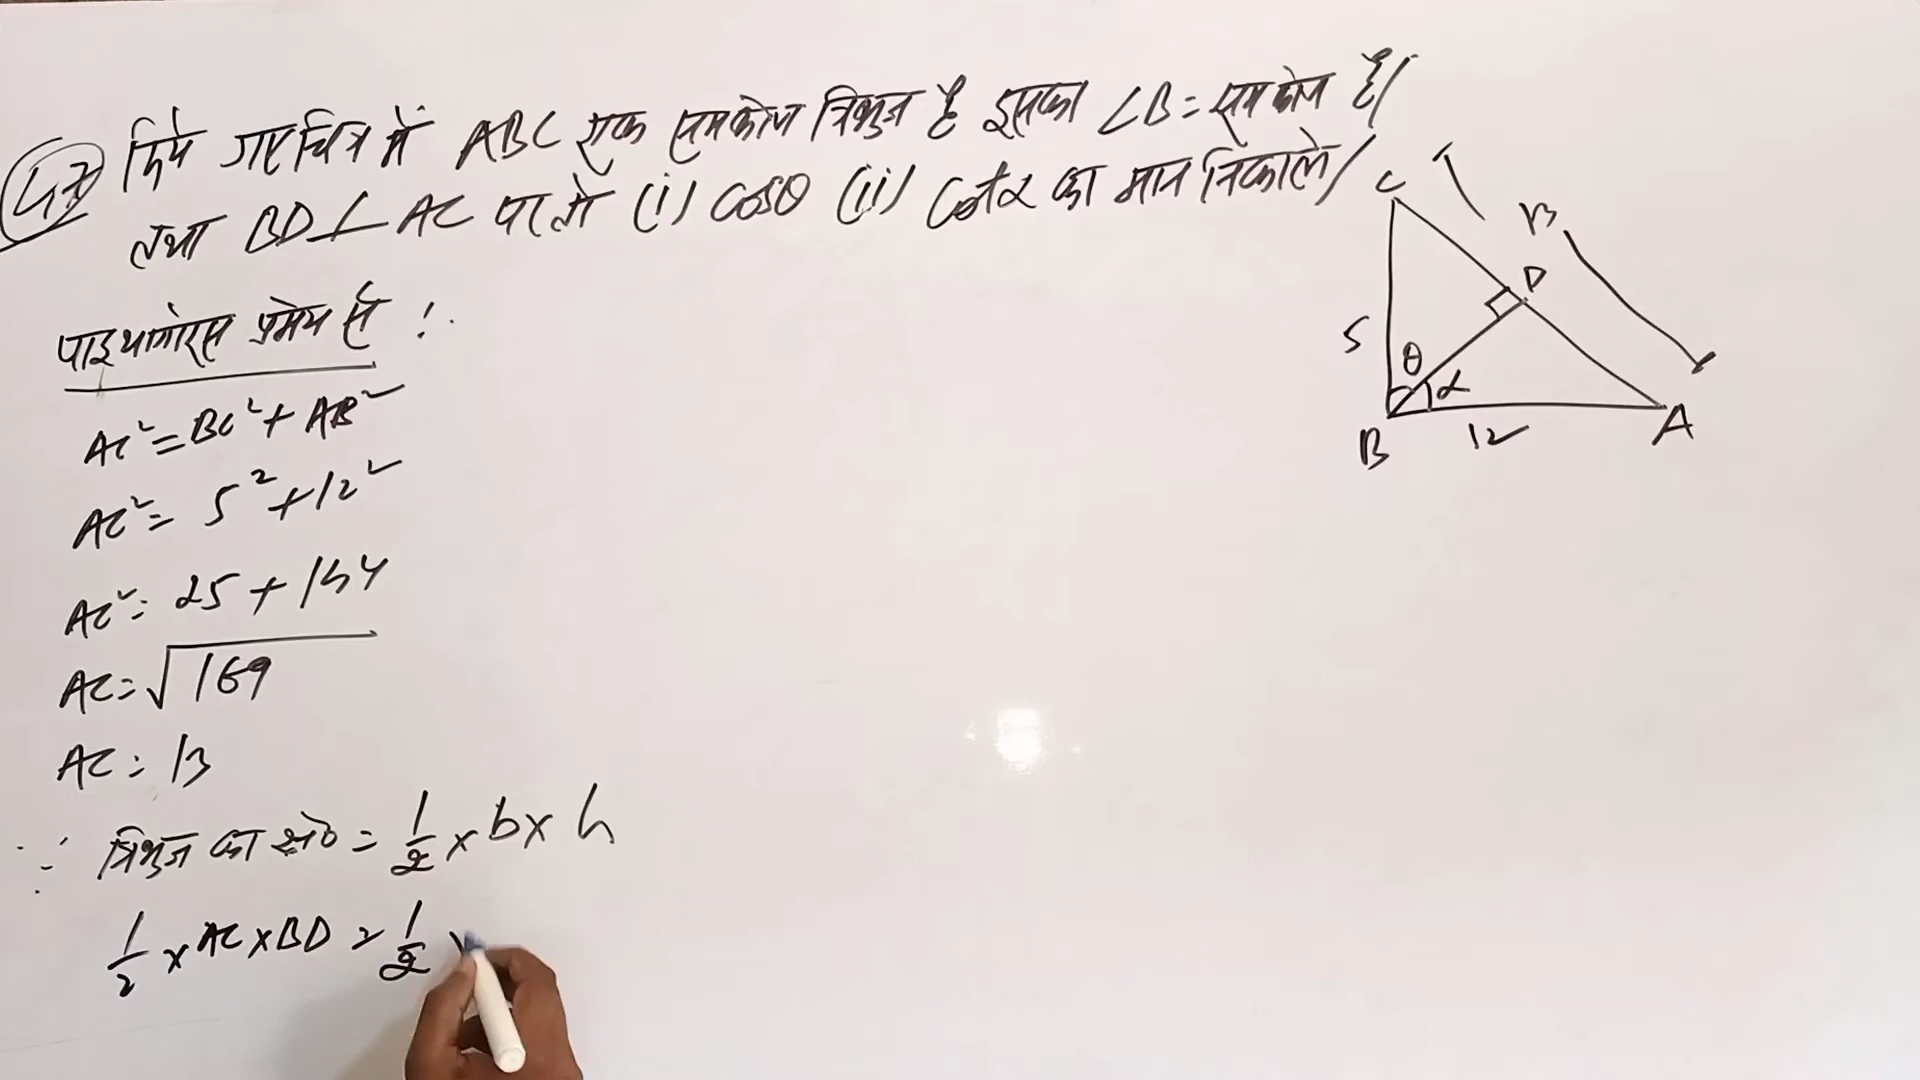 दिये गए चित्र में ABC एक समकोण त्रिभुज है इसका ∠B = समकोण है।
तथा BD ⊥ AC पर तो (i) cosθ (ii) cotα का मान निकाले।
पाइथागोरस प्रमेय से :
AC² = BC² + AB²
AC² = 5² + 12²
AC² = 25 + 144
AC = √169
AC = 13
∵ त्रिभुज का क्षे० = 1/2 × b × h
1/2 × AC × BD = 1/2 ×
C
13
D
5
θ
α
B
12
A